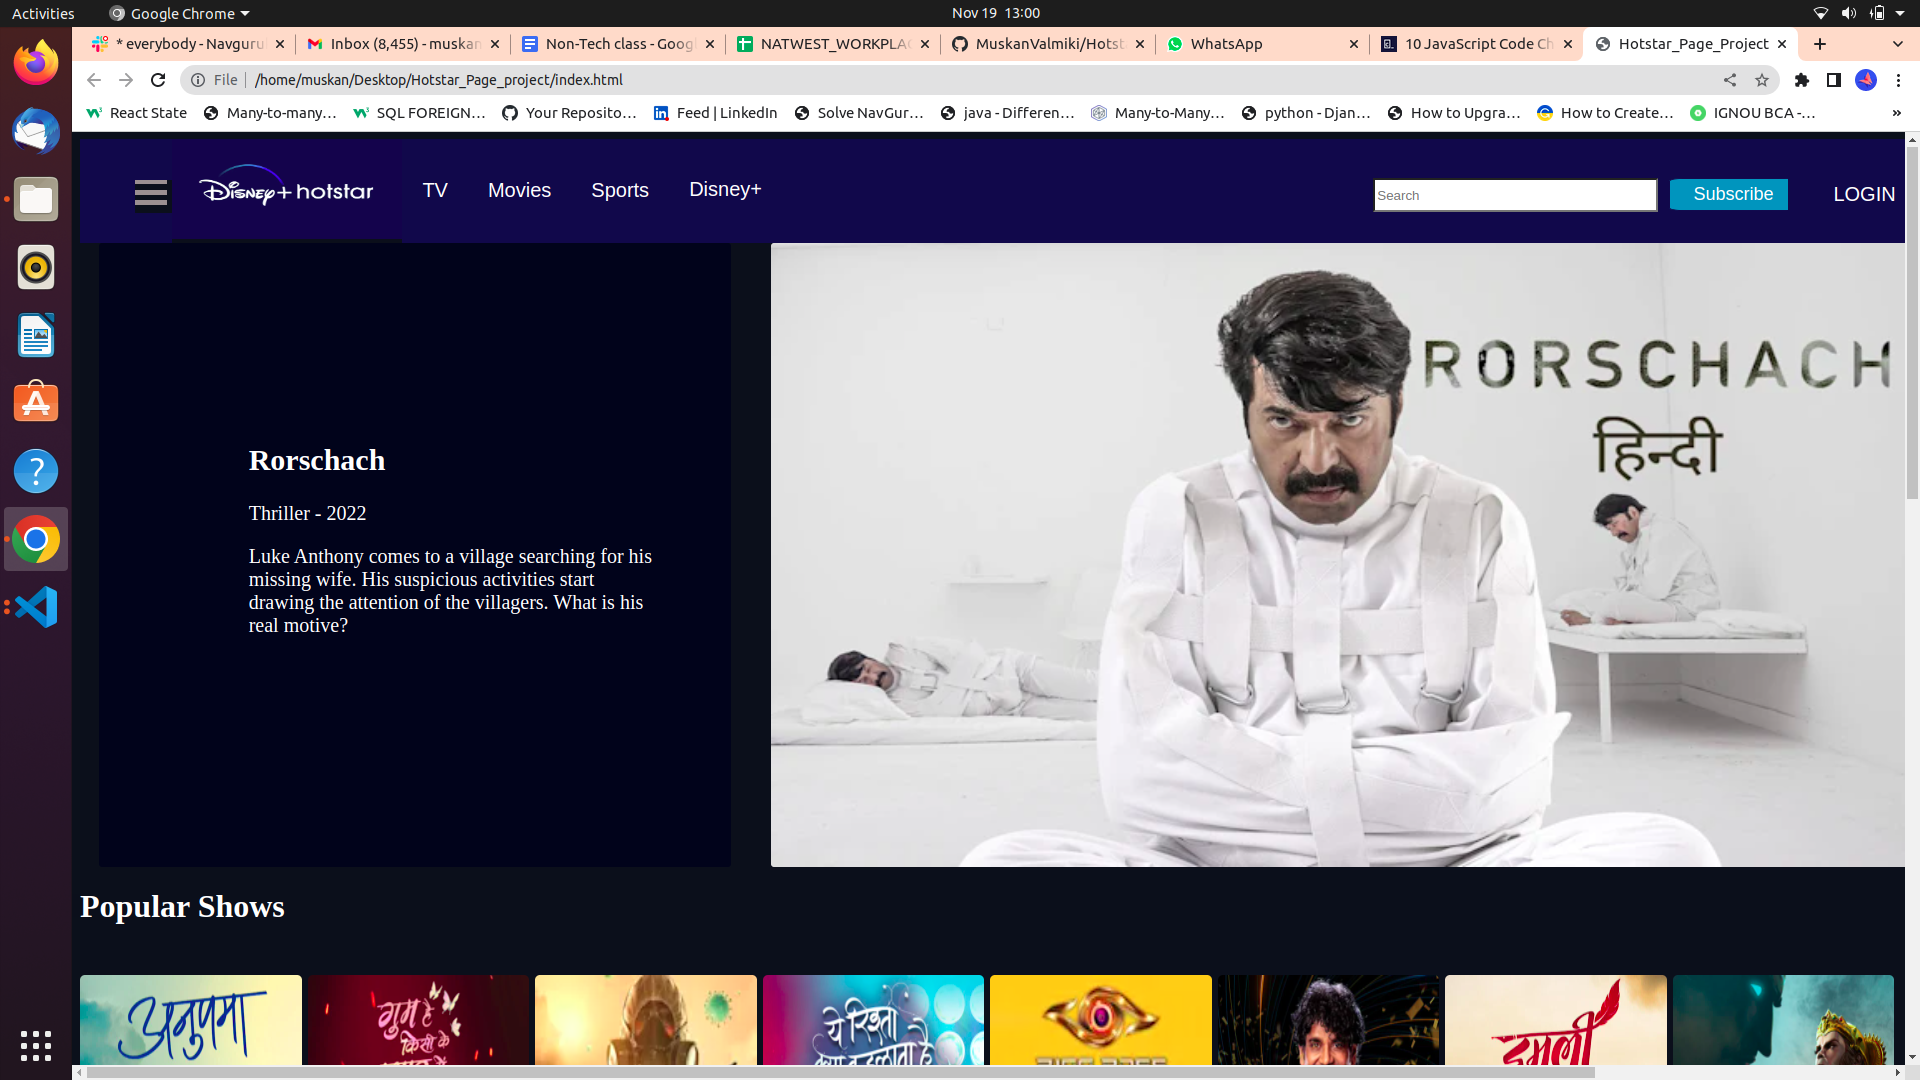 Activities
Google Chrome
Nov 19 13:00
* everybody - Navguru
Inbox (8,455) - muskan
Non-Tech class - Goog
NATWEST_WORKPLA
MuskanValmiki/Hotst
WhatsApp
10 JavaScript Code Ch
Hotstar_Page_Project
File
/home/muskan/Desktop/Hotstar_Page_project/index.html
React State
Many-to-many…
SQL FOREIGN…
Your Reposito…
Feed | LinkedIn
Solve NavGur…
java - Differen…
Many-to-Many…
python - Djan…
How to Upgra…
How to Create…
IGNOU BCA -…
»
Disney+ hotstar
TV
Movies
Sports
Disney+
Search
Subscribe
LOGIN
RORSCHACH
हिन्दी
Rorschach
Thriller - 2022
Luke Anthony comes to a village searching for his
missing wife. His suspicious activities start
drawing the attention of the villagers. What is his
real motive?
Popular Shows
अनुपमा
गुम है
किसी के
ये रिश्ता
क्या कहलाता है
BIGG BOSS
इमली